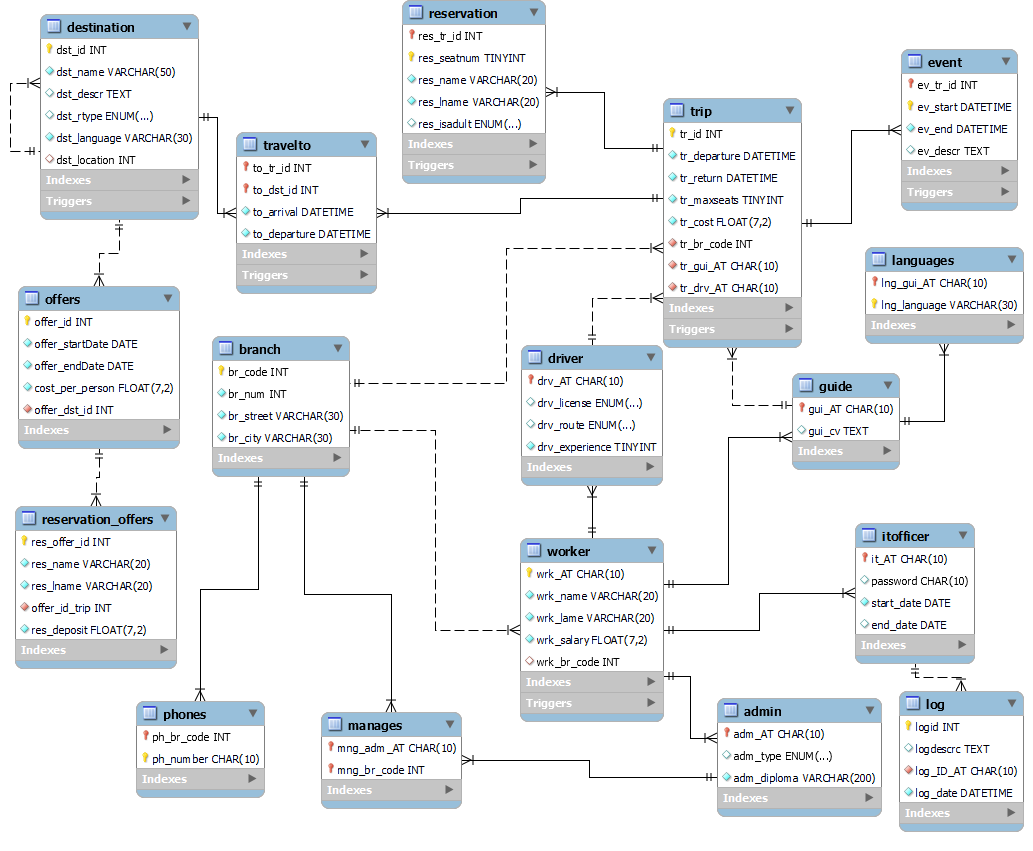 destination
dst_id INT
dst_name VARCHAR(50)
dst_descr TEXT
dst_rtype ENUM(...)
dst_language VARCHAR(30)
dst_location INT
Indexes
Triggers
reservation
res_tr_id INT
res_seatnum TINYINT
res_name VARCHAR(20)
res_lname VARCHAR(20)
res_isadult ENUM(...)
Indexes
Triggers
event
ev_tr_id INT
ev_start DATETIME
ev_end DATETIME
ev_descr TEXT
Indexes
Triggers
trip
tr_id INT
tr_departure DATETIME
tr_return DATETIME
tr_maxseats TINYINT
tr_cost FLOAT(7,2)
tr_br_code INT
tr_gui_AT CHAR(10)
tr_drv_AT CHAR(10)
Indexes
Triggers
travelto
to_tr_id INT
to_dst_id INT
to_arrival DATETIME
to_departure DATETIME
Indexes
Triggers
languages
lng_gui_AT CHAR(10)
lng_language VARCHAR(30)
Indexes
offers
offer_id INT
offer_startDate DATE
offer_endDate DATE
cost_per_person FLOAT(7,2)
offer_dst_id INT
Indexes
branch
br_code INT
br_num INT
br_street VARCHAR(30)
br_city VARCHAR(30)
Indexes
driver
drv_AT CHAR(10)
drv_license ENUM(...)
drv_route ENUM(...)
drv_experience TINYINT
Indexes
guide
gui_AT CHAR(10)
gui_cv TEXT
Indexes
reservation_offers
res_offer_id INT
res_name VARCHAR(20)
res_lname VARCHAR(20)
offer_id_trip INT
res_deposit FLOAT(7,2)
Indexes
worker
wrk_AT CHAR(10)
wrk_name VARCHAR(20)
wrk_lame VARCHAR(20)
wrk_salary FLOAT(7,2)
wrk_br_code INT
Indexes
Triggers
itofficer
it_AT CHAR(10)
password CHAR(10)
start_date DATE
end_date DATE
Indexes
phones
ph_br_code INT
ph_number CHAR(10)
Indexes
manages
mng_adm_AT CHAR(10)
mng_br_code INT
Indexes
admin
adm_AT CHAR(10)
adm_type ENUM(...)
adm_diploma VARCHAR(200)
Indexes
log
logid INT
logdescrc TEXT
log_ID_AT CHAR(10)
log_date DATETIME
Indexes